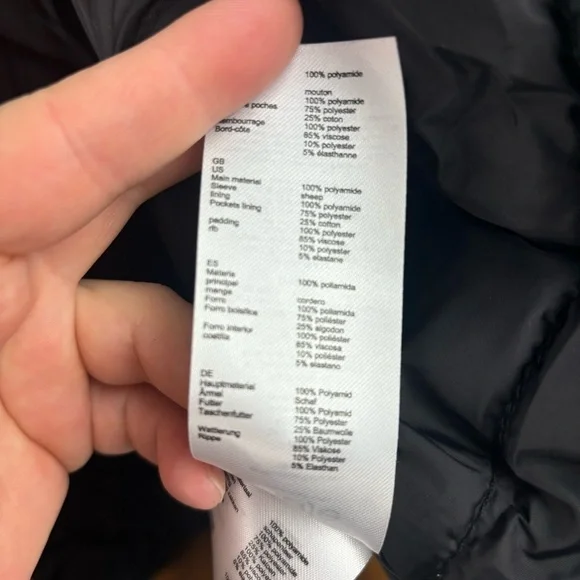 100% polyamide
mouton
100% polyamide
poches 75% polyester
25% coton
embourrage 100% polyester
Bord-côte 85% viscose
10% polyester
5% élasthanne
GB
US
Main material 100% polyamide
Sleeve sheep
lining 100% polyamide
Pockets lining 75% polyester
25% cotton
padding 100% polyester
rib 85% viscose
10% polyester
5% elastane
ES
Materia
principal 100% poliamida
manga cordero
Forro 100% poliamida
Forro bolsillos 75% poliéster
25% algodon
Forro interior 100% poliéster
costilla 85% viscosa
10% poliéster
5% elastano
DE
Hauptmaterial 100% Polyamid
Ärmel Schaf
Futter 100% Polyamid
Taschenfutter 75% Polyester
25% Baumwolle
Wattierung 100% Polyester
Rippe 85% Viskose
10% Polyester
5% Elasthan
100% poliammide